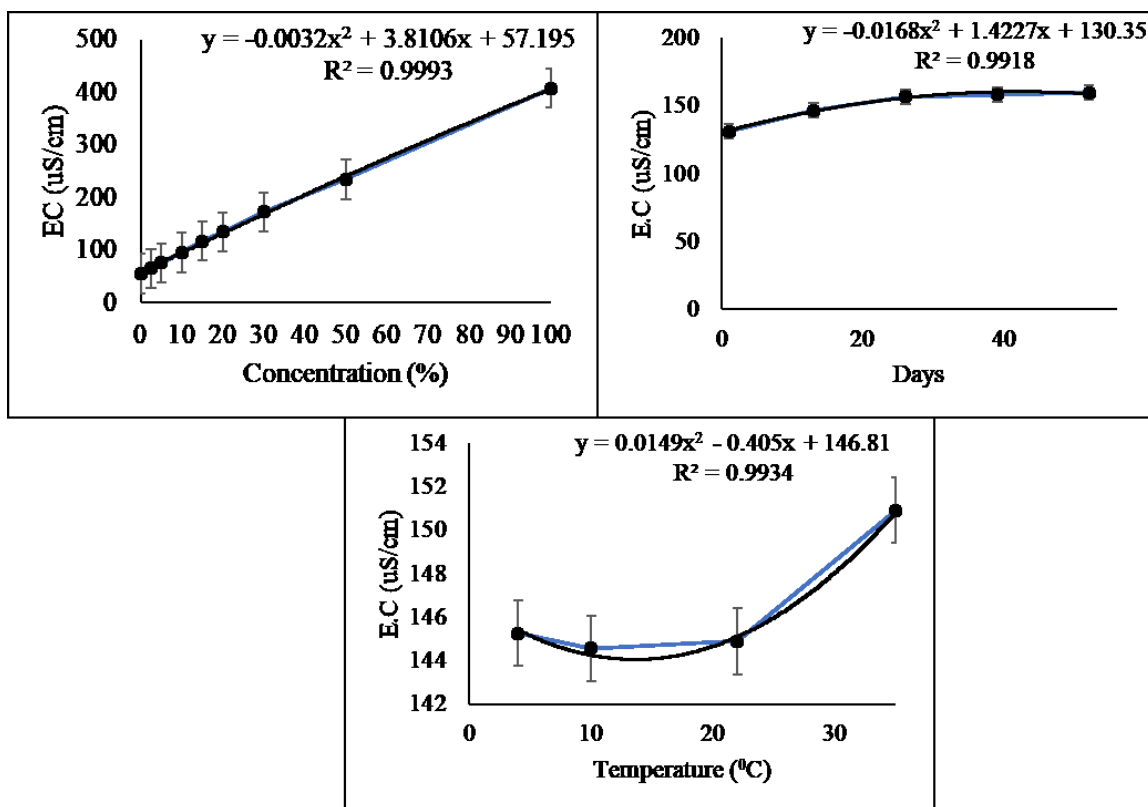 y = -0.0032x² + 3.8106x + 57.195
R² = 0.9993
500
400
300
200
100
0
EC (uS/cm)
0 10 20 30 40 50 60 70 80 90 100
Concentration (%)
y = -0.0168x² + 1.4227x + 130.35
R² = 0.9918
200
150
100
50
0
E.C (uS/cm)
0 20 40
Days
y = 0.0149x² - 0.405x + 146.81
R² = 0.9934
154
152
150
148
146
144
142
E.C (uS/cm)
0 10 20 30
Temperature (⁰C)